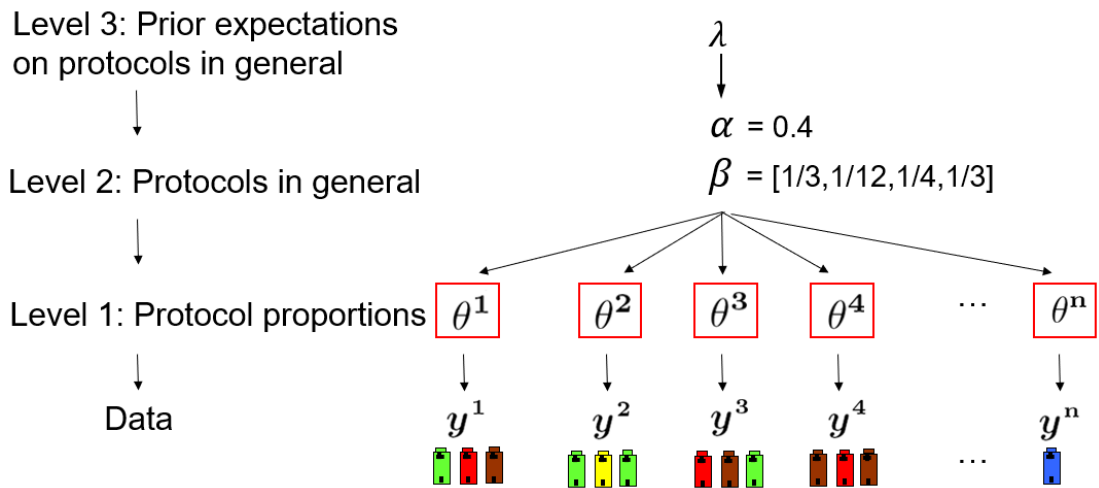 Level 3: Prior expectations
on protocols in general
λ
α = 0.4
Level 2: Protocols in general
β = [1/3,1/12,1/4,1/3]
Level 1: Protocol proportions
θ¹ θ² θ³ θ⁴ ... θⁿ
Data
y¹ y² y³ y⁴ yⁿ
...